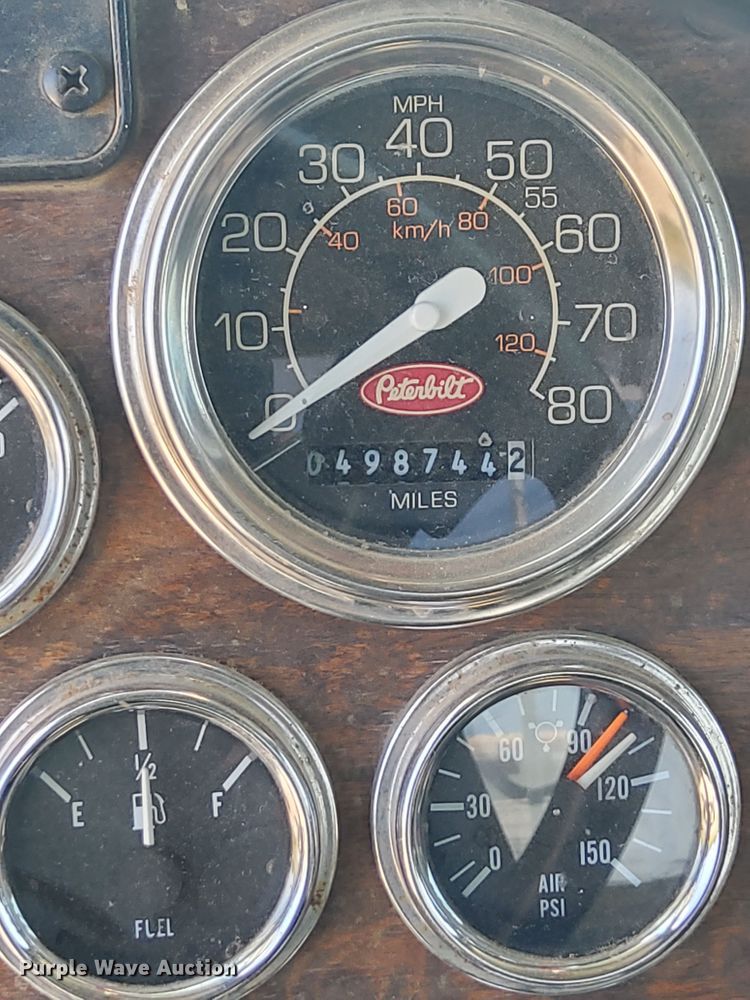 MPH
0 10 20 30 40 50 55 60 70 80
40 60 80 100 120
km/h
Peterbilt
0498744 2
MILES
E 1/2 F
FUEL
0 30 60 90 120 150
AIR
PSI
Purple Wave Auction